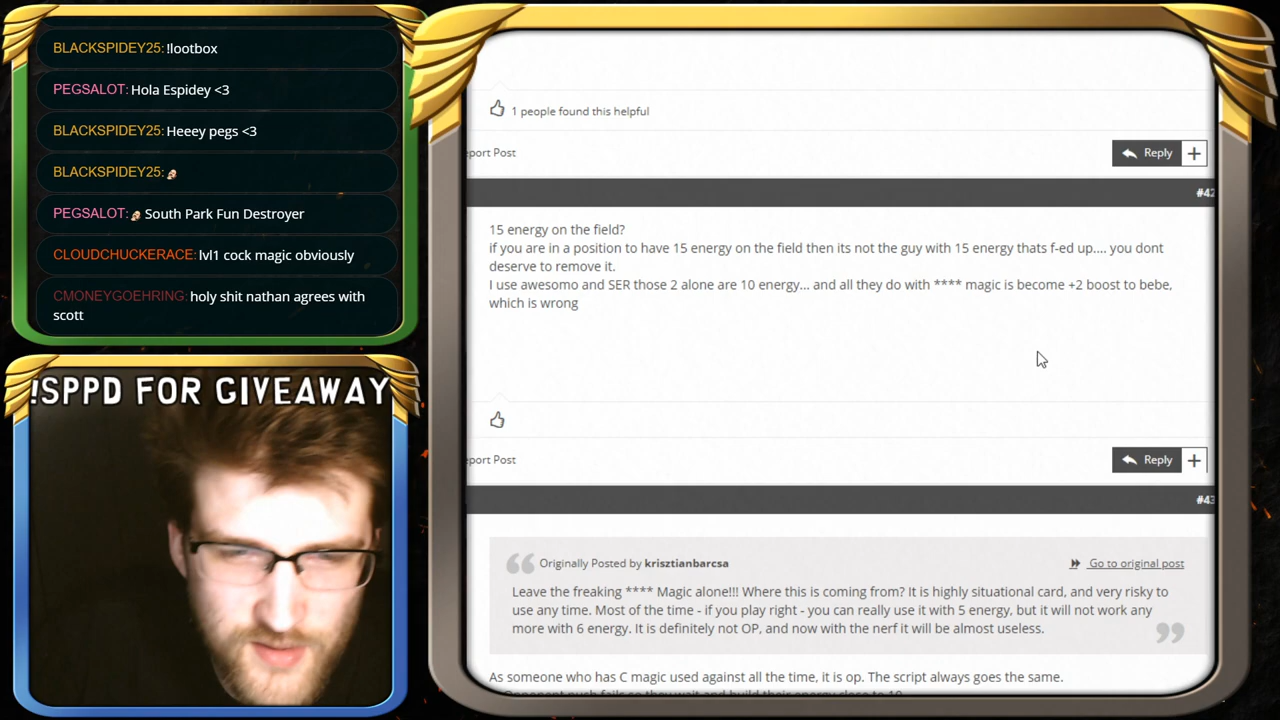 BLACKSPIDEY25: !lootbox
PEGSALOT: Hola Espidey <3
BLACKSPIDEY25: Heeey pegs <3
BLACKSPIDEY25:
PEGSALOT: South Park Fun Destroyer
CLOUDCHUCKERACE: lvl1 cock magic obviously
CMONEYGOEHRING: holy shit nathan agrees with
scott
!SPPD FOR GIVEAWAY
1 people found this helpful
eport Post
Reply +
#42
15 energy on the field?
if you are in a position to have 15 energy on the field then its not the guy with 15 energy thats f-ed up.... you dont
deserve to remove it.
I use awesomo and SER those 2 alone are 10 energy... and all they do with **** magic is become +2 boost to bebe,
which is wrong
eport Post
Reply +
#43
Originally Posted by krisztianbarcsa
Go to original post
Leave the freaking **** Magic alone!!! Where this is coming from? It is highly situational card, and very risky to
use any time. Most of the time - if you play right - you can really use it with 5 energy, but it will not work any
more with 6 energy. It is definitely not OP, and now with the nerf it will be almost useless.
As someone who has C magic used against all the time, it is op. The script always goes the same.